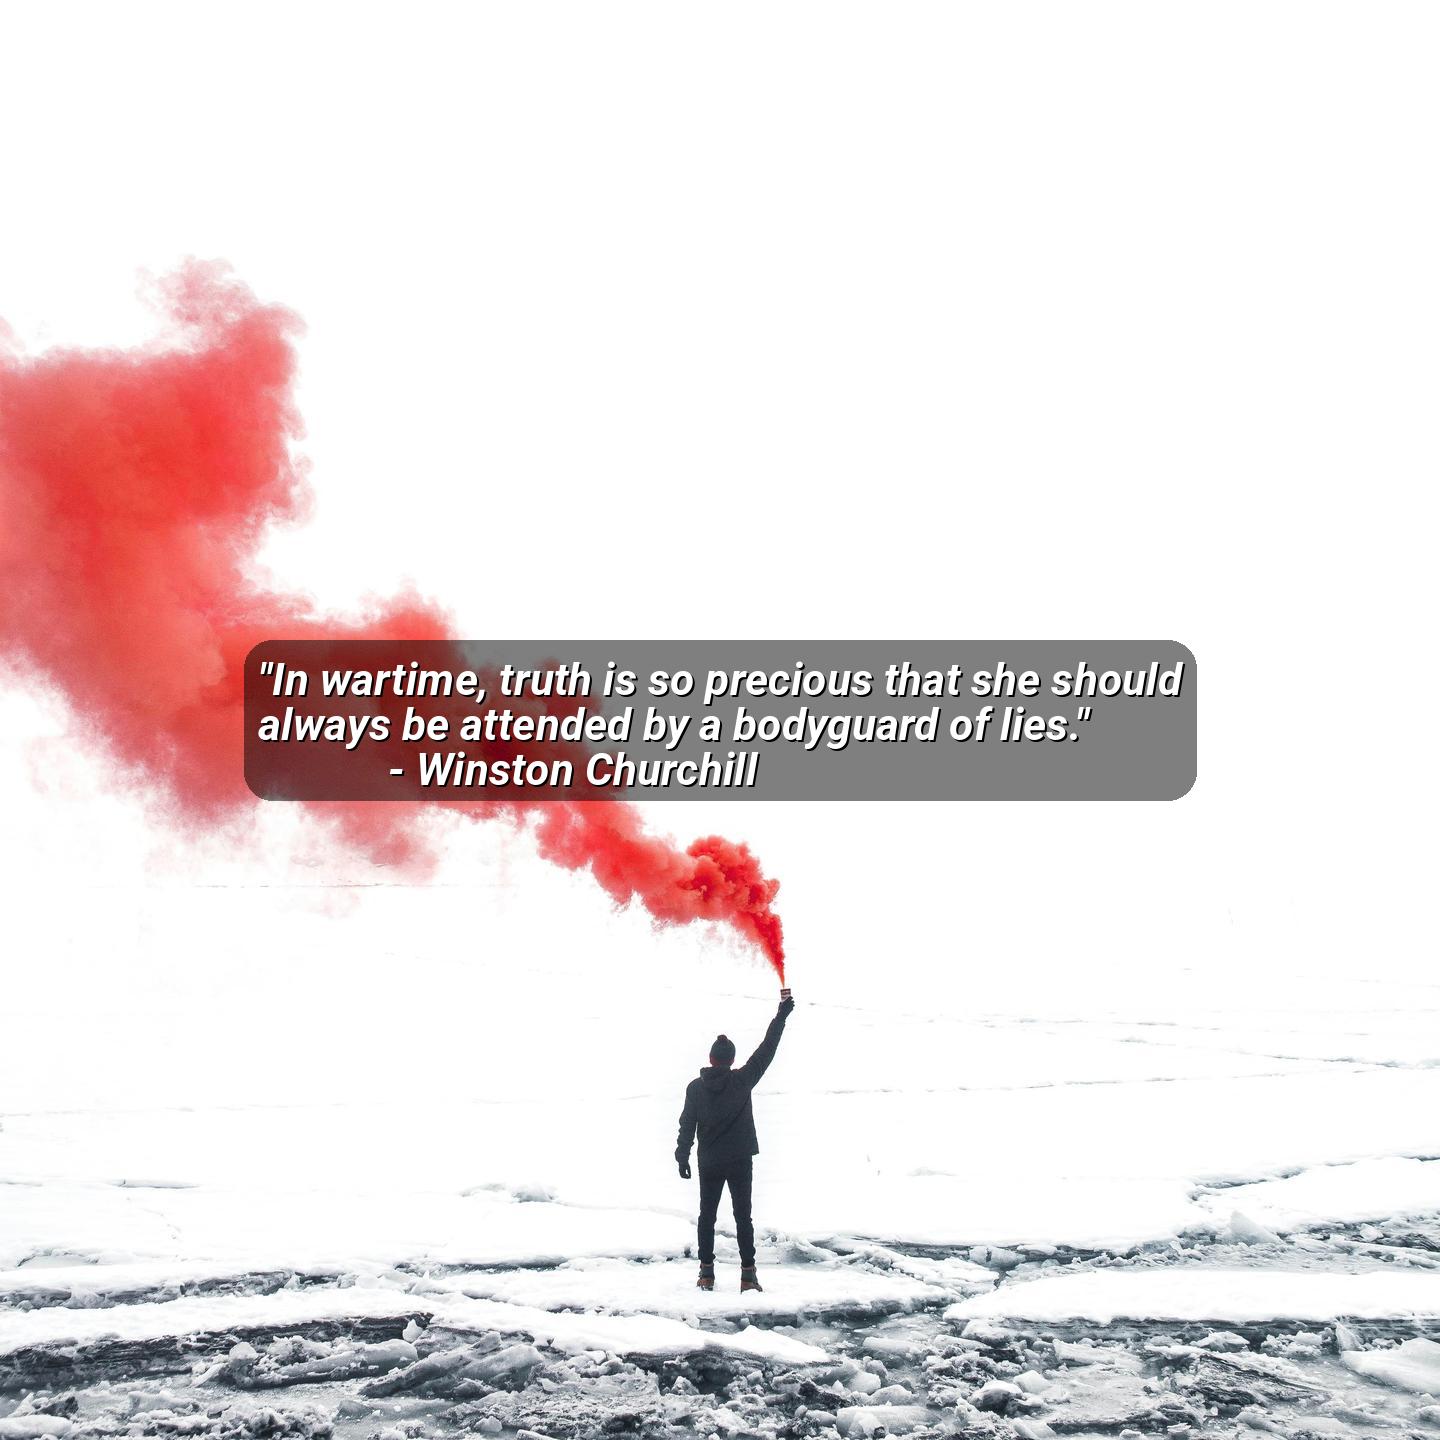 "In wartime, truth is so precious that she should
always be attended by a bodyguard of lies."
- Winston Churchill